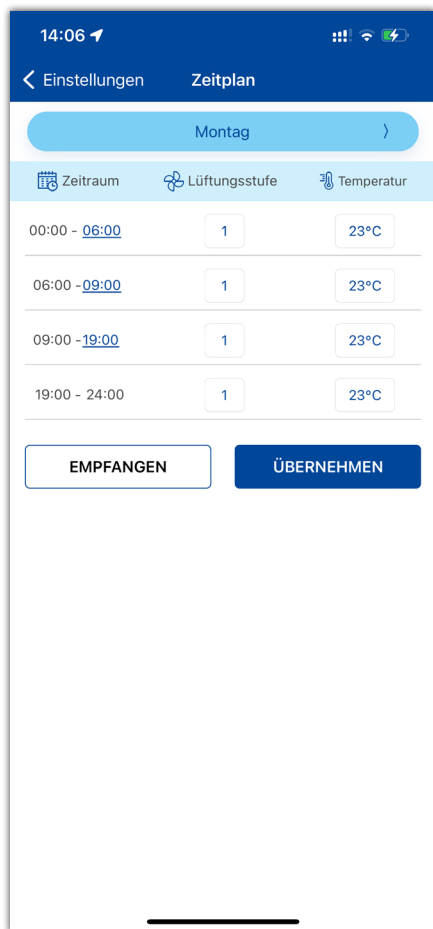 14:06
Einstellungen Zeitplan
Montag
Zeitraum Lüftungsstufe Temperatur
00:00 - 06:00 1 23°C
06:00 -09:00 1 23°C
09:00 -19:00 1 23°C
19:00 - 24:00 1 23°C
EMPFANGEN ÜBERNEHMEN